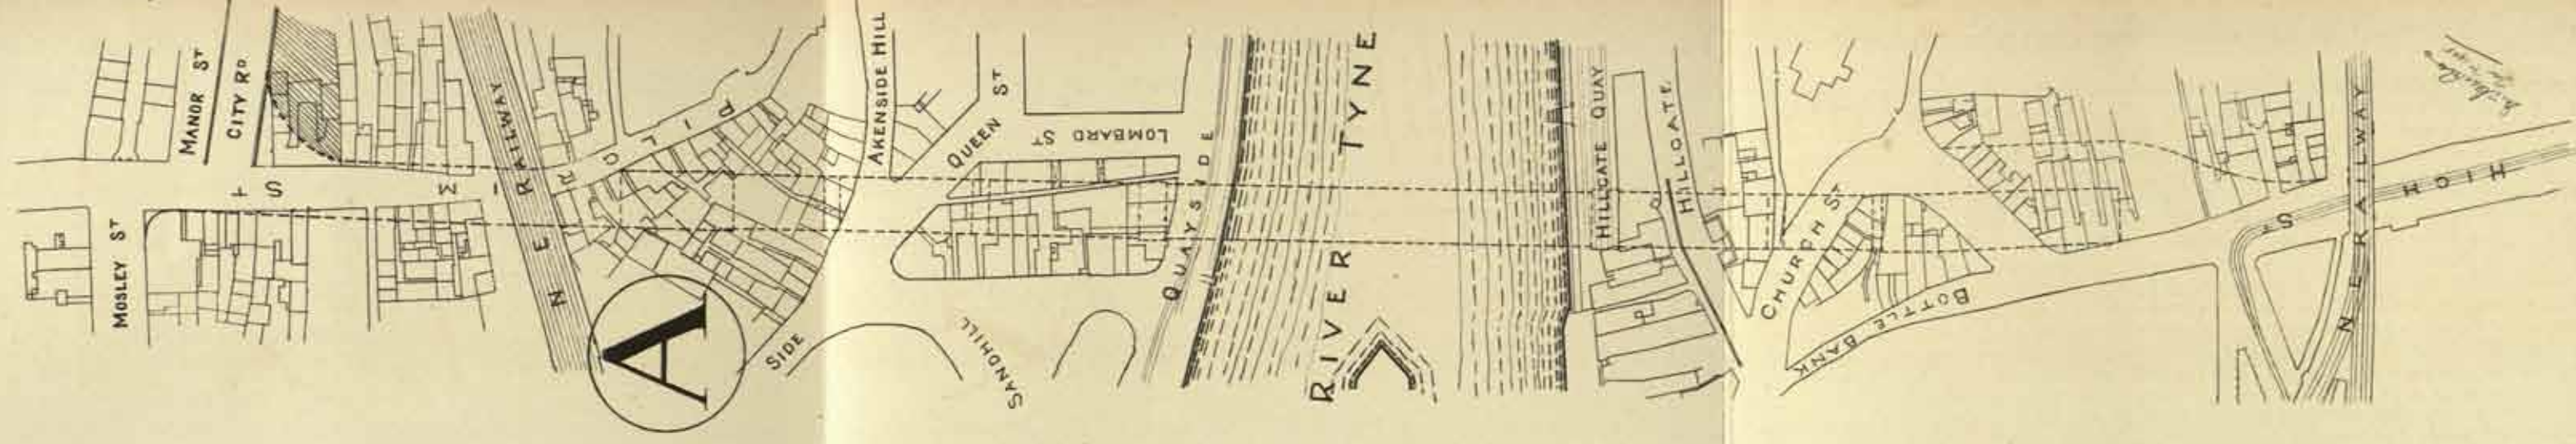 MANOR ST
CITY RD
MOSLEY ST
PILGRIM ST
N. E. RAILWAY
A
SIDE
AKENSIDE HILL
QUEEN ST
LOMBARD ST
SANDHILL
QUAYSIDE
RIVER TYNE
HILLGATE QUAY
HILLGATE
CHURCH ST
BOTTLE BANK
HIGH ST
N. E. RAILWAY